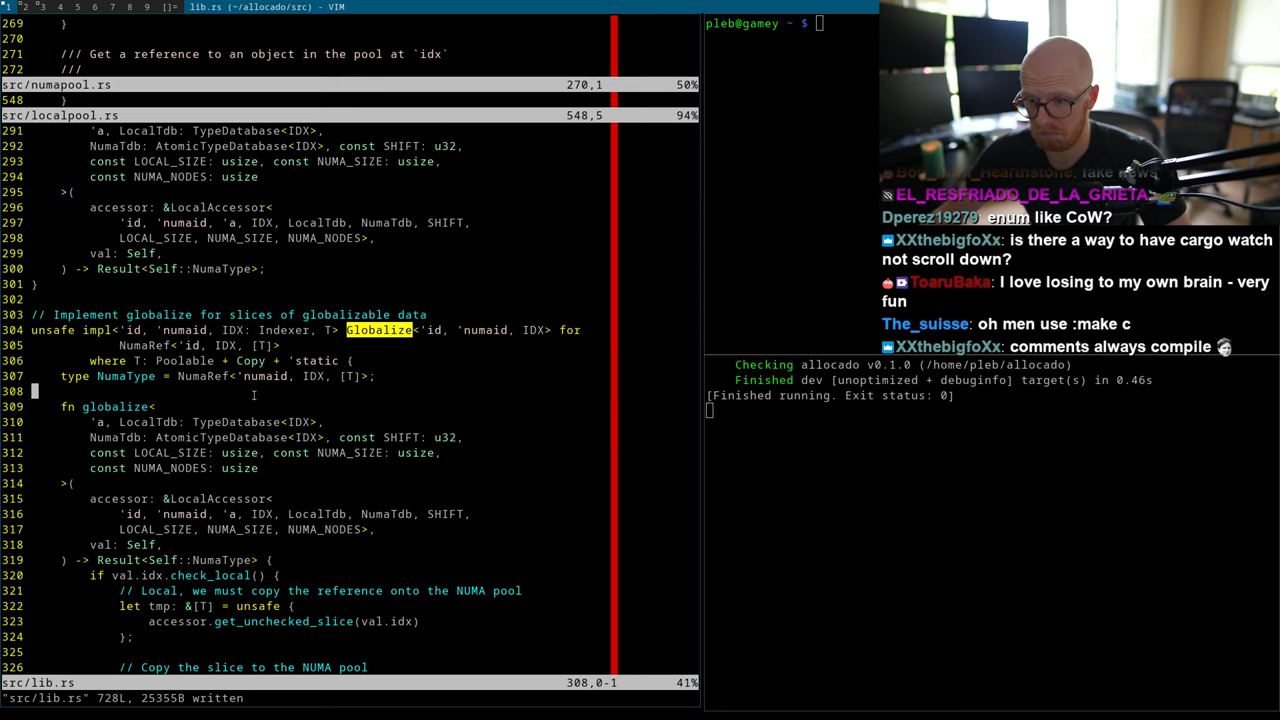 1 2 3 4 5 6 7 8 9 []= lib.rs (~/allocado/src) - VIM
269 }
270
271 /// Get a reference to an object in the pool at `idx`
272 ///
src/numapool.rs 270,1 50%
548 }
src/localpool.rs 548,5 94%
291 'a, LocalTdb: TypeDatabase<IDX>,
292 NumaTdb: AtomicTypeDatabase<IDX>, const SHIFT: u32,
293 const LOCAL_SIZE: usize, const NUMA_SIZE: usize,
294 const NUMA_NODES: usize
295 >(
296 accessor: &LocalAccessor<
297 'id, 'numaid, 'a, IDX, LocalTdb, NumaTdb, SHIFT,
298 LOCAL_SIZE, NUMA_SIZE, NUMA_NODES>,
299 val: Self,
300 ) -> Result<Self::NumaType>;
301 }
302
303 // Implement globalize for slices of globalizable data
304 unsafe impl<'id, 'numaid, IDX: Indexer, T> Globalize<'id, 'numaid, IDX> for
305 NumaRef<'id, IDX, [T]>
306 where T: Poolable + Copy + 'static {
307 type NumaType = NumaRef<'numaid, IDX, [T]>;
308
309 fn globalize<
310 'a, LocalTdb: TypeDatabase<IDX>,
311 NumaTdb: AtomicTypeDatabase<IDX>, const SHIFT: u32,
312 const LOCAL_SIZE: usize, const NUMA_SIZE: usize,
313 const NUMA_NODES: usize
314 >(
315 accessor: &LocalAccessor<
316 'id, 'numaid, 'a, IDX, LocalTdb, NumaTdb, SHIFT,
317 LOCAL_SIZE, NUMA_SIZE, NUMA_NODES>,
318 val: Self,
319 ) -> Result<Self::NumaType> {
320 if val.idx.check_local() {
321 // Local, we must copy the reference onto the NUMA pool
322 let tmp: &[T] = unsafe {
323 accessor.get_unchecked_slice(val.idx)
324 };
325
326 // Copy the slice to the NUMA pool
src/lib.rs 308,0-1 41%
"src/lib.rs" 728L, 25355B written
pleb@gamey ~ $
Checking allocado v0.1.0 (/home/pleb/allocado)
Finished dev [unoptimized + debuginfo] target(s) in 0.46s
[Finished running. Exit status: 0]
fake news
EL_RESFRIADO_DE_LA_GRIETA:
Dperez19279: enum like CoW?
XXthebigfoXx: is there a way to have cargo watch
not scroll down?
ToaruBaka: I love losing to my own brain - very
fun
The_suisse: oh men use :make c
XXthebigfoXx: comments always compile